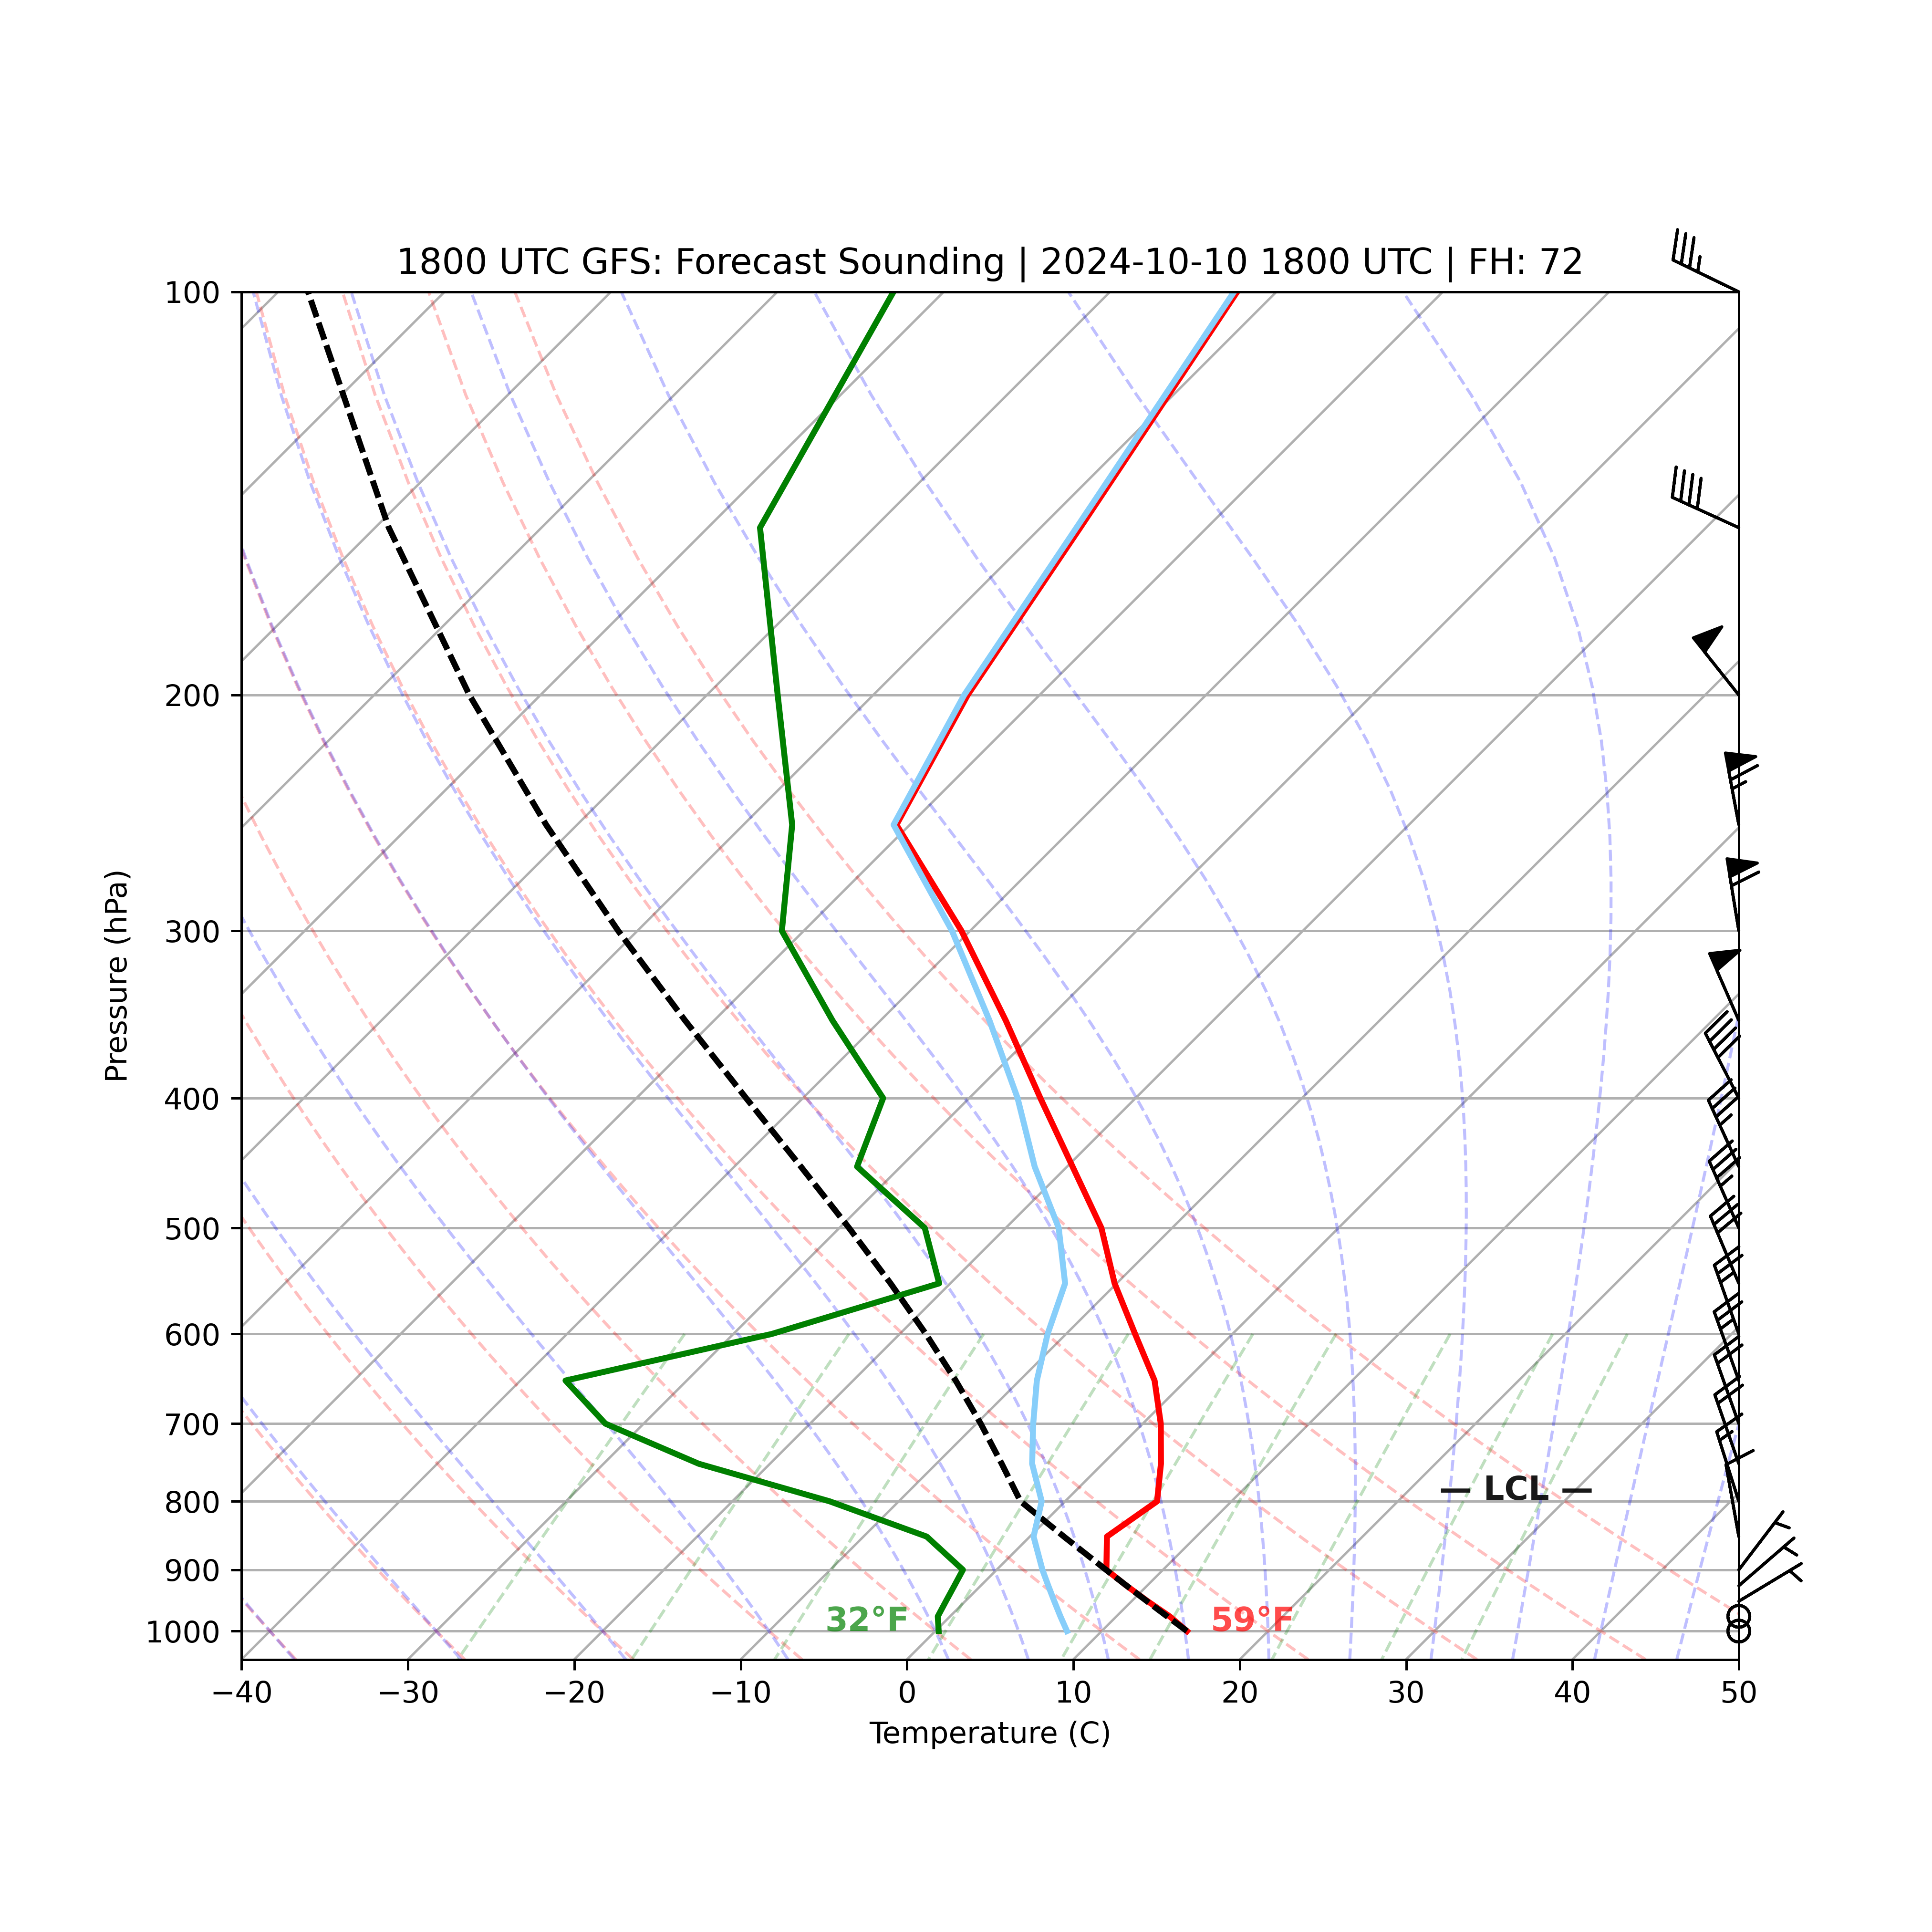 1800 UTC GFS: Forecast Sounding | 2024-10-10 1800 UTC | FH: 72
100
200
300
400
500
600
700
800
900
1000
Pressure (hPa)
— LCL —
32°F
59°F
−40 −30 −20 −10 0 10 20 30 40 50
Temperature (C)